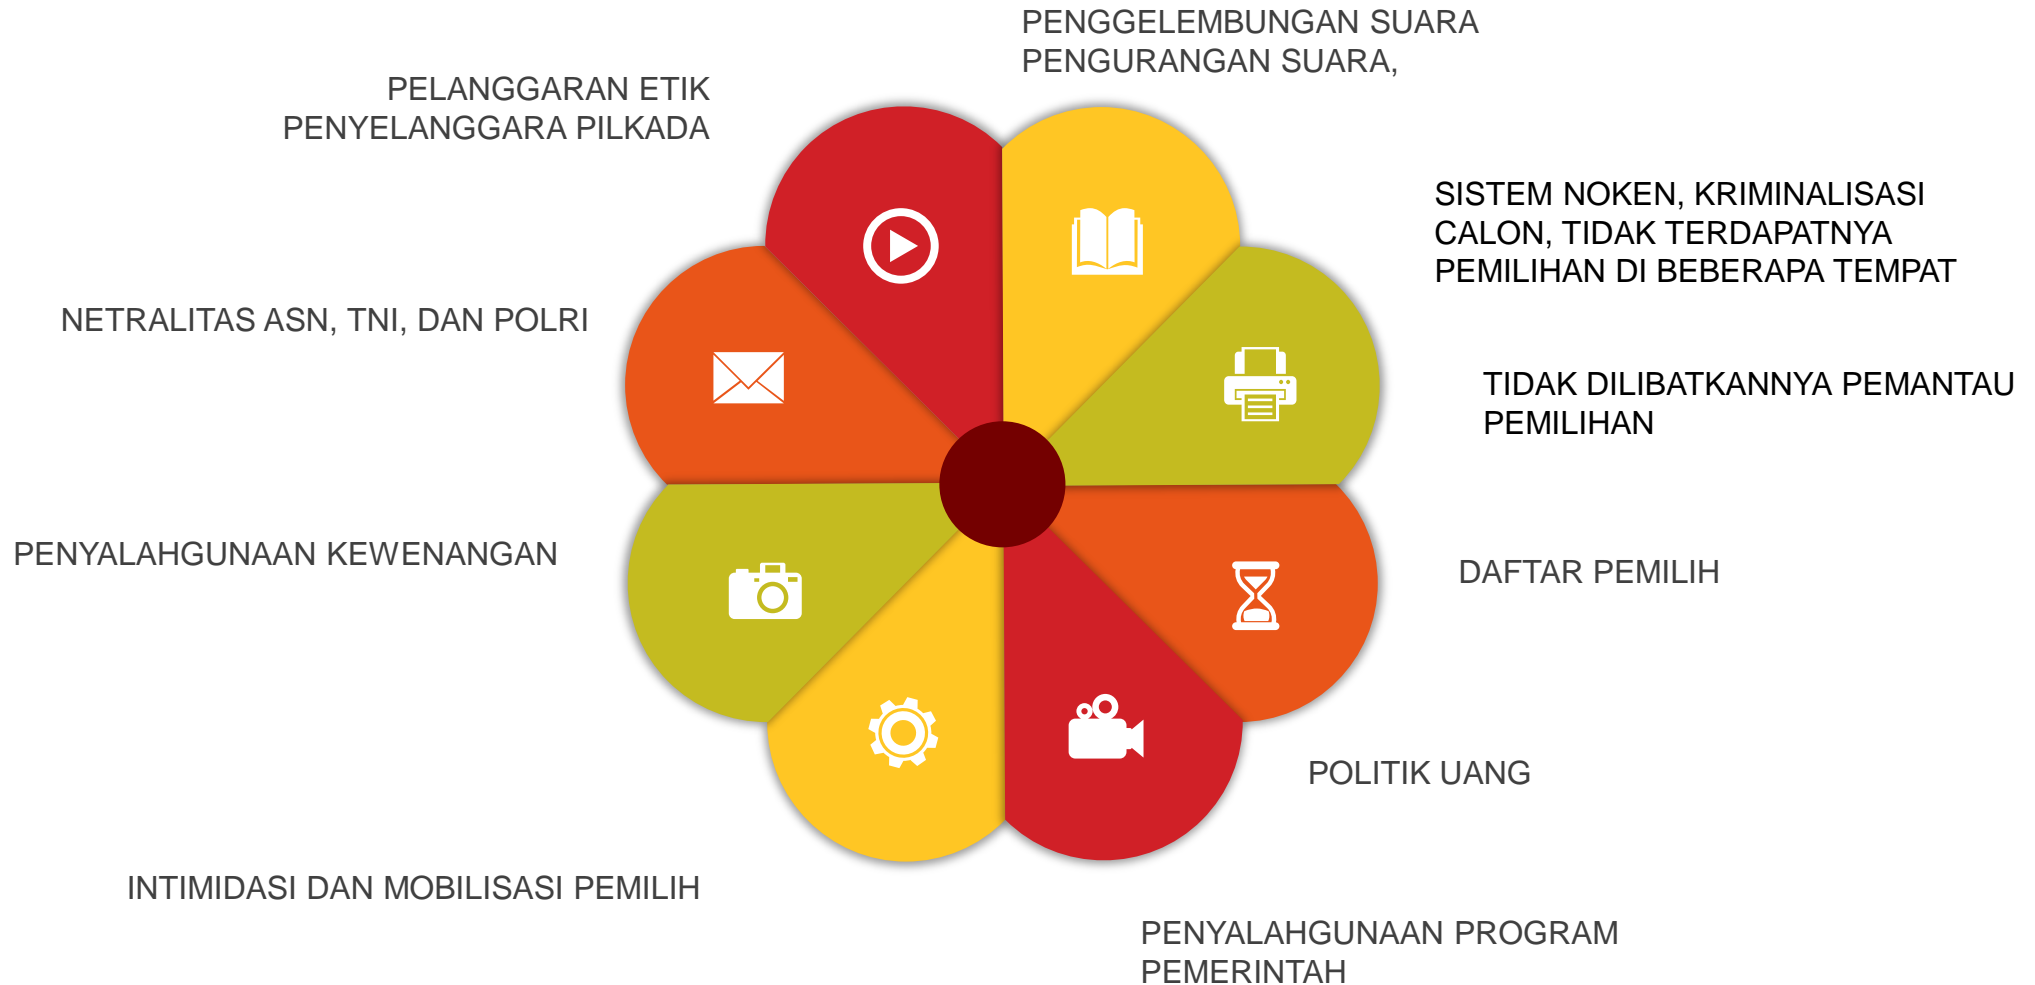 PENGGELEMBUNGAN SUARA
PENGURANGAN SUARA,
PELANGGARAN ETIK
PENYELANGGARA PILKADA
SISTEM NOKEN, KRIMINALISASI
CALON, TIDAK TERDAPATNYA
PEMILIHAN DI BEBERAPA TEMPAT
NETRALITAS ASN, TNI, DAN POLRI
TIDAK DILIBATKANNYA PEMANTAU
PEMILIHAN
PENYALAHGUNAAN KEWENANGAN
DAFTAR PEMILIH
POLITIK UANG
INTIMIDASI DAN MOBILISASI PEMILIH
PENYALAHGUNAAN PROGRAM
PEMERINTAH